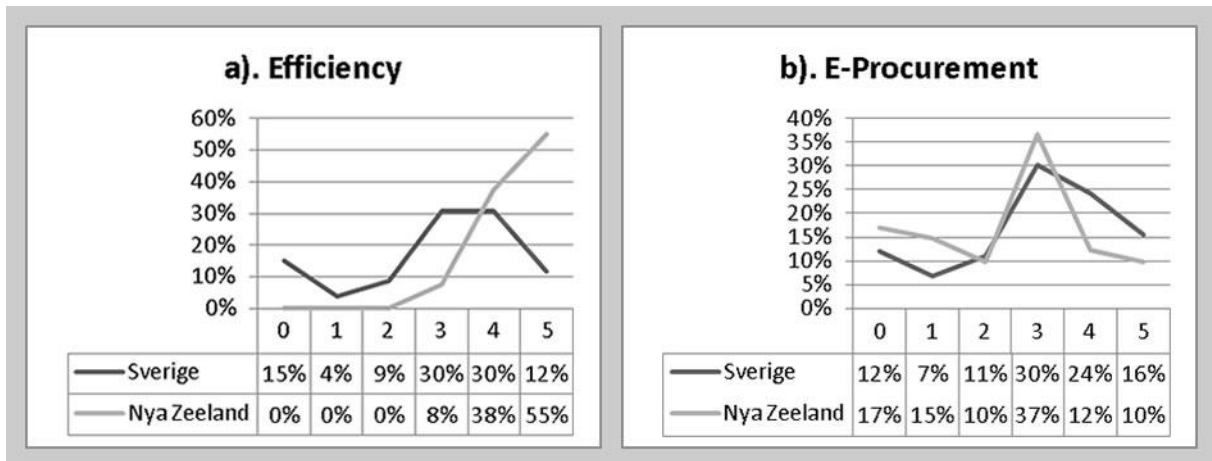 a). Efficiency
60%
50%
40%
30%
20%
10%
0%
0 1 2 3 4 5
Sverige 15% 4% 9% 30% 30% 12%
Nya Zeeland 0% 0% 0% 8% 38% 55%
b). E-Procurement
40%
35%
30%
25%
20%
15%
10%
5%
0%
0 1 2 3 4 5
Sverige 12% 7% 11% 30% 24% 16%
Nya Zeeland 17% 15% 10% 37% 12% 10%